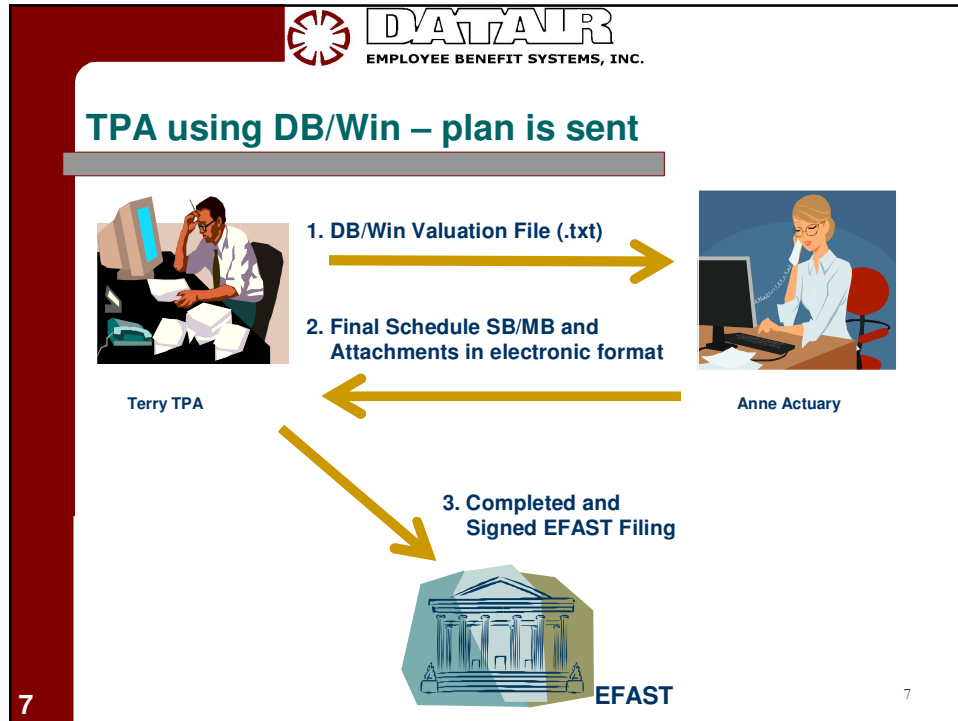 DATAIR
EMPLOYEE BENEFIT SYSTEMS, INC.
TPA using DB/Win – plan is sent
1. DB/Win Valuation File (.txt)
2. Final Schedule SB/MB and
Attachments in electronic format
Terry TPA
Anne Actuary
3. Completed and
Signed EFAST Filing
EFAST
7
7